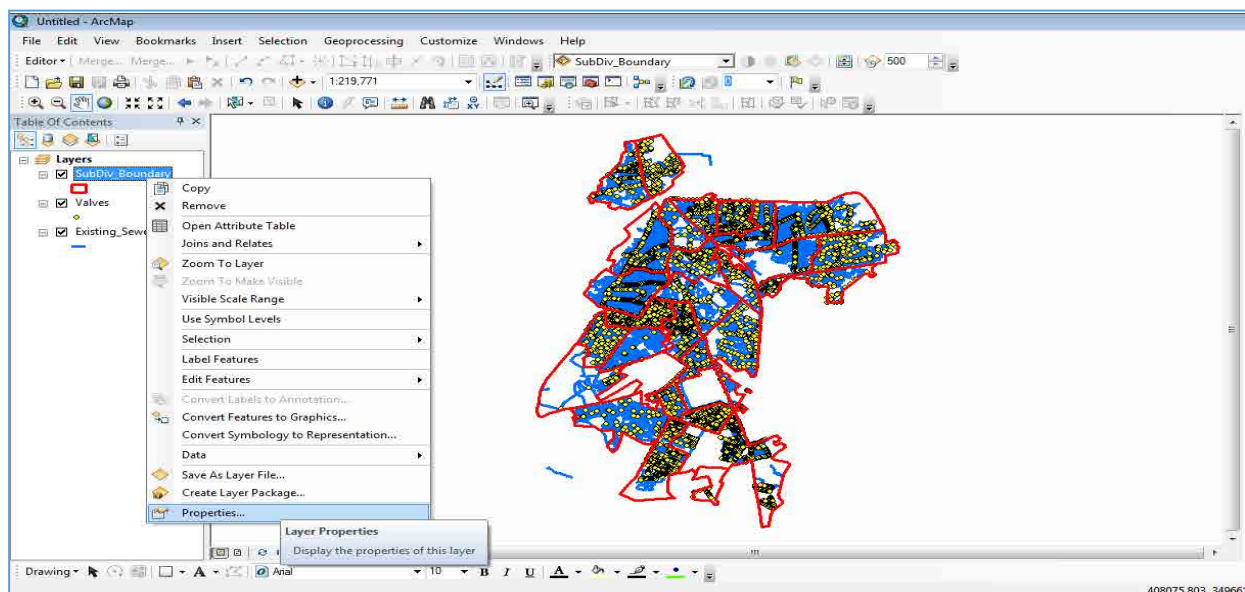 Untitled - ArcMap
File Edit View Bookmarks Insert Selection Geoprocessing Customize Windows Help
Editor Merge... Merge... SubDiv_Boundary 500
1:219,771
Table Of Contents
Layers
SubDiv_Boundary
Valves
Existing_Sewe
Copy
Remove
Open Attribute Table
Joins and Relates
Zoom To Layer
Zoom To Make Visible
Visible Scale Range
Use Symbol Levels
Selection
Label Features
Edit Features
Convert Labels to Annotation...
Convert Features to Graphics...
Convert Symbology to Representation...
Data
Save As Layer File...
Create Layer Package...
Properties...
Layer Properties
Display the properties of this layer
Drawing A Arial 10 B I U A
408075.803 349661